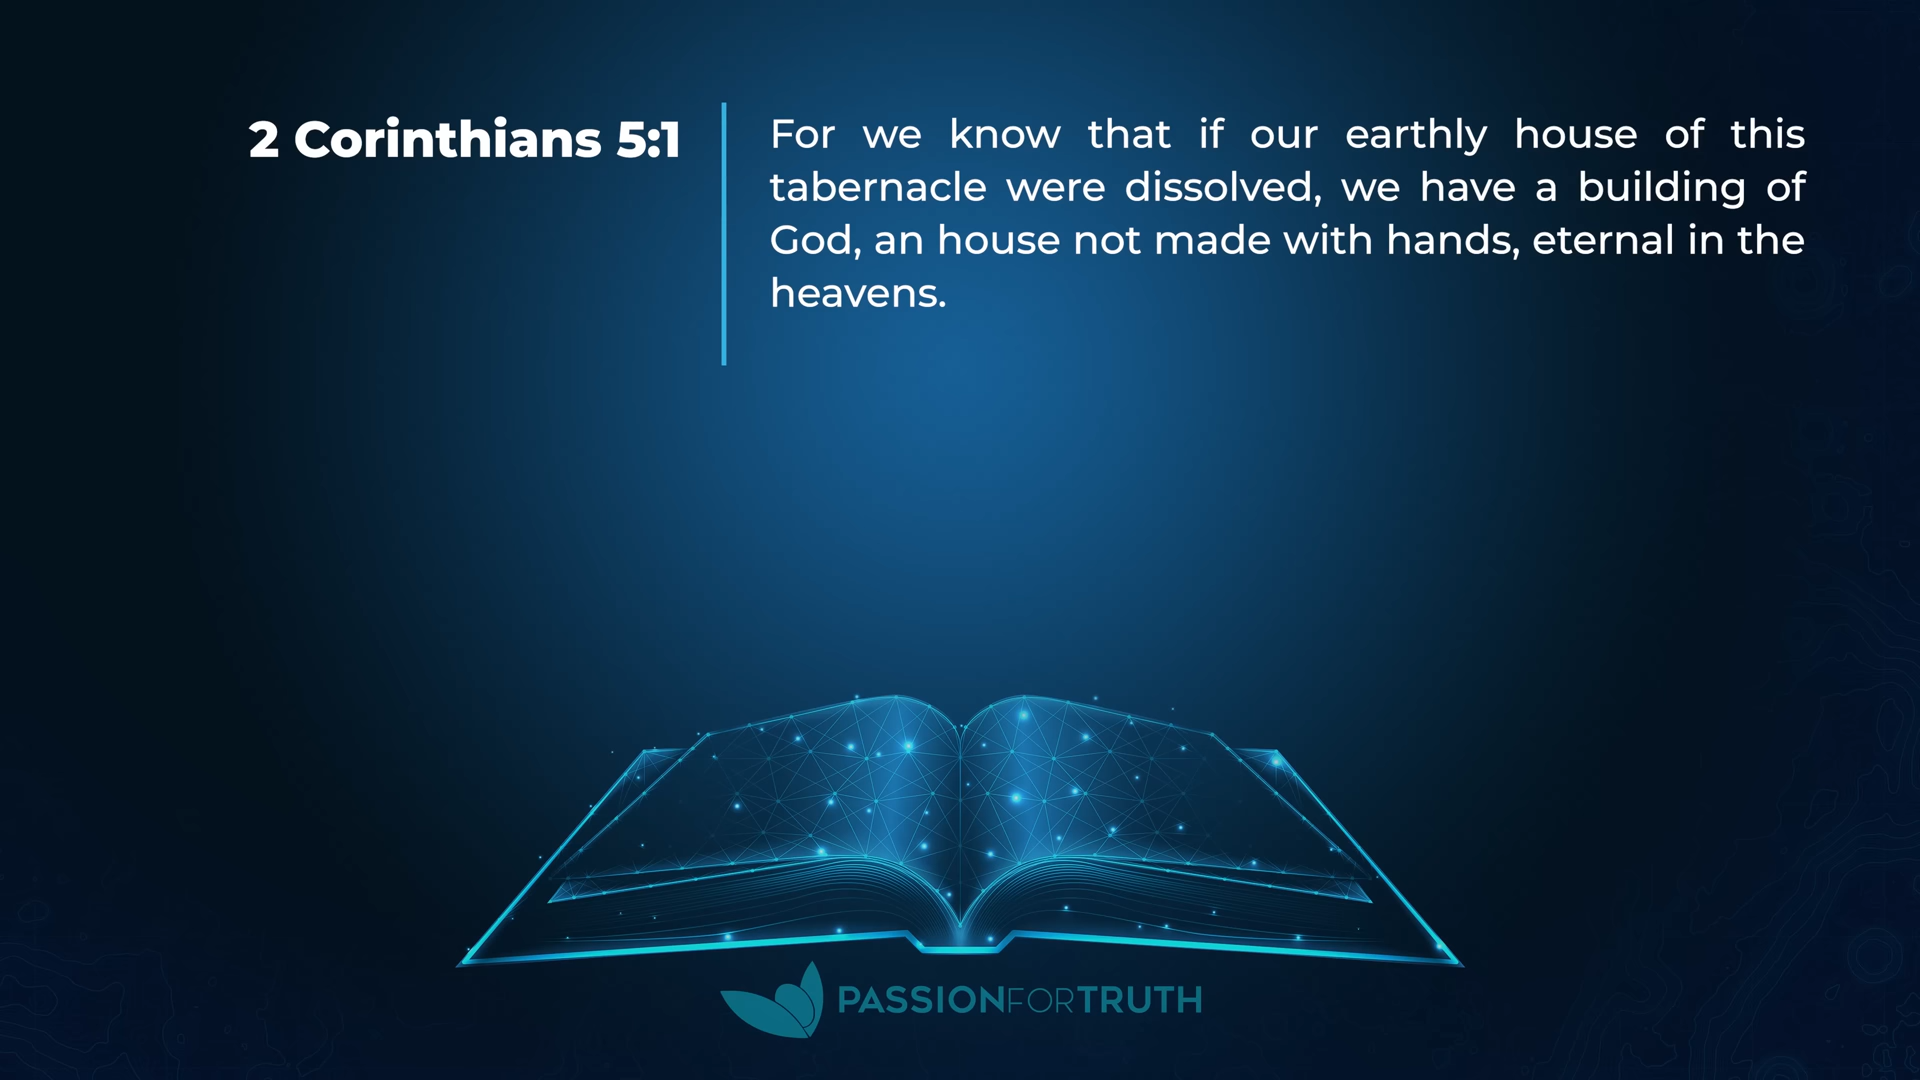 2 Corinthians 5:1
For we know that if our earthly house of this
tabernacle were dissolved, we have a building of
God, an house not made with hands, eternal in the
heavens.
PASSIONFORTRUTH